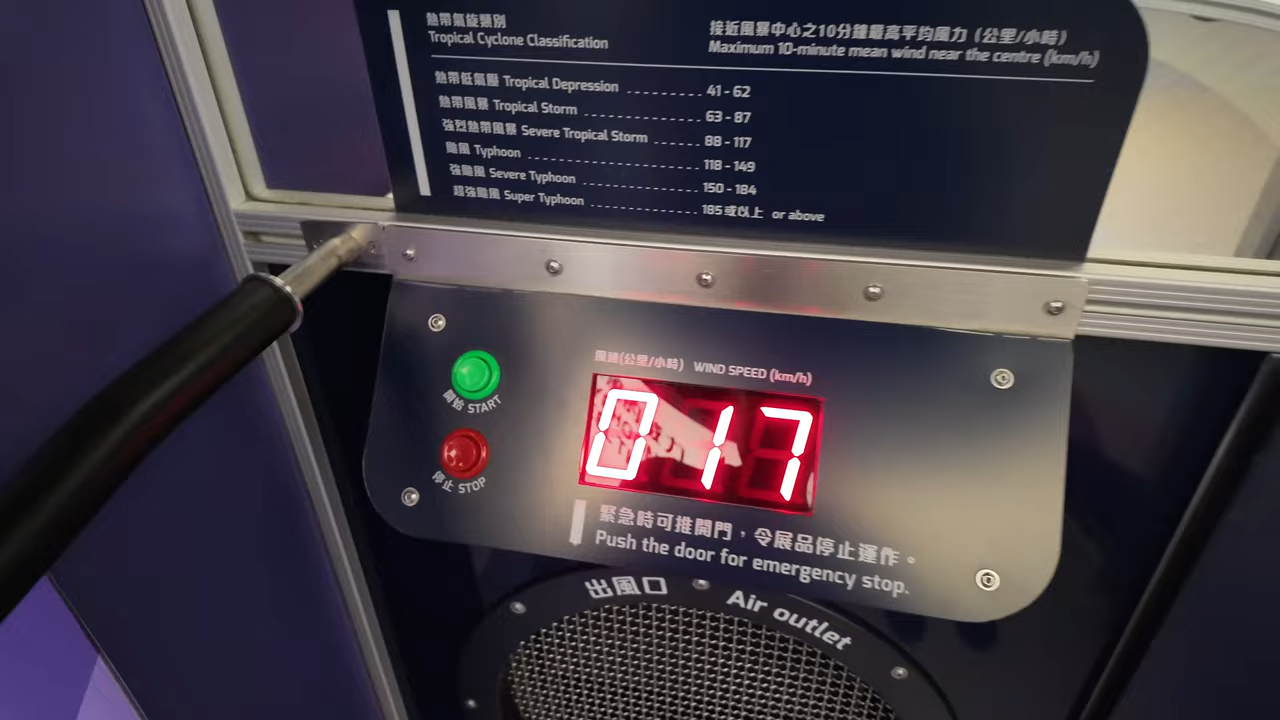 熱帶氣旋類別
Tropical Cyclone Classification
接近風暴中心之10分鐘最高平均風力（公里/小時）
Maximum 10-minute mean wind near the centre (km/h)
熱帶低氣壓 Tropical Depression ........ 41 - 62
熱帶風暴 Tropical Storm ............ 63 - 87
強烈熱帶風暴 Severe Tropical Storm ..... 88 - 117
颱風 Typhoon .................. 118 - 149
強颱風 Severe Typhoon ............ 150 - 184
超強颱風 Super Typhoon ........... 185 或以上 or above
風速(公里/小時) WIND SPEED (km/h)
017
開始 START
停止 STOP
緊急時可推開門，令展品停止運作。
Push the door for emergency stop.
出風口 Air outlet